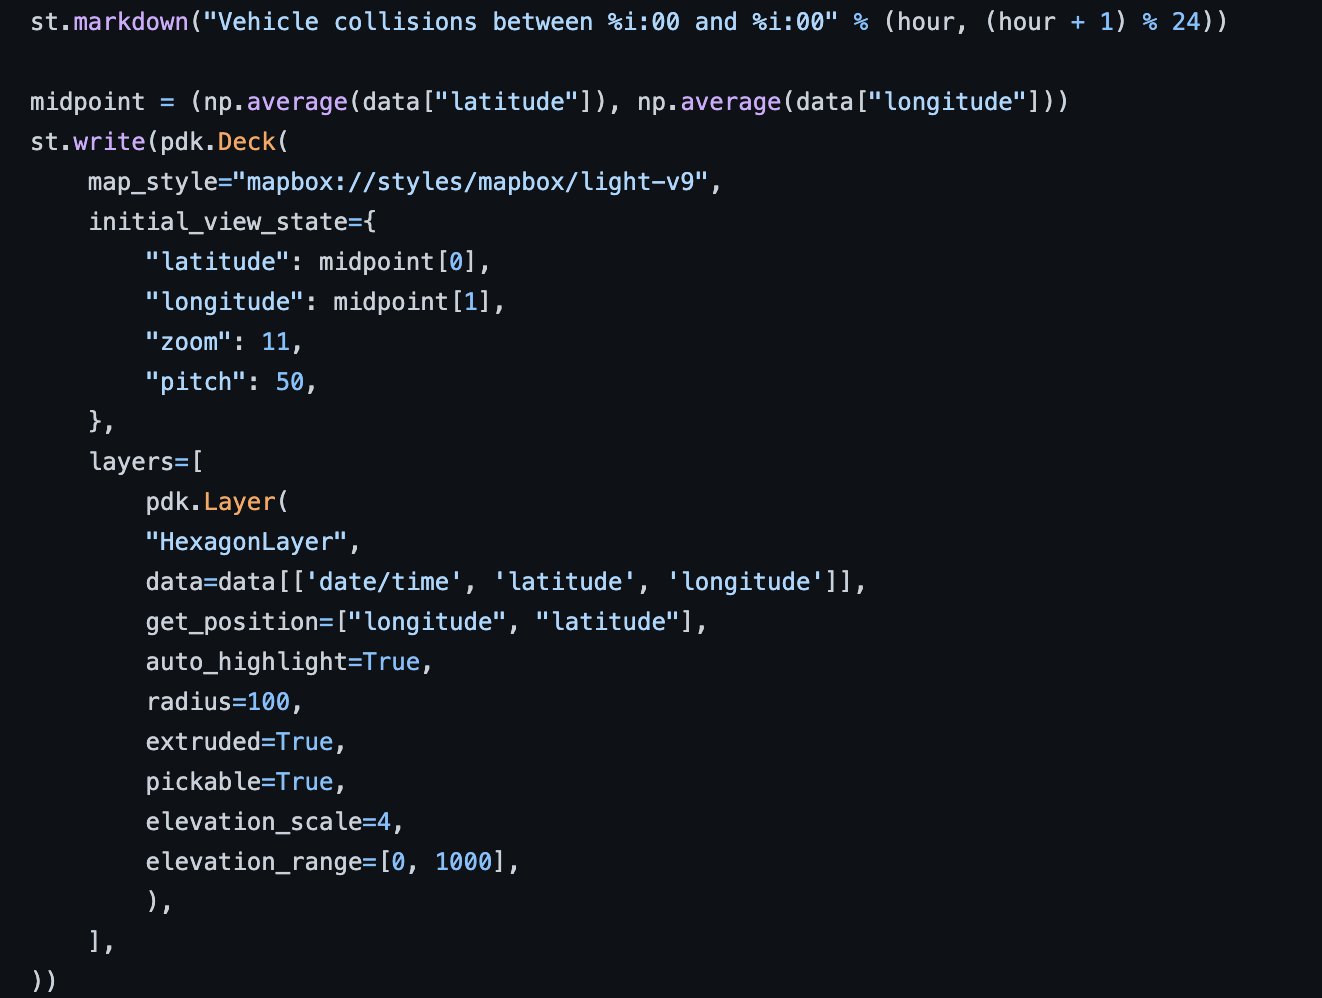 st.markdown("Vehicle collisions between %i:00 and %i:00" % (hour, (hour + 1) % 24))
midpoint = (np.average(data["latitude"]), np.average(data["longitude"]))
st.write(pdk.Deck(
    map_style="mapbox://styles/mapbox/light-v9",
    initial_view_state={
        "latitude": midpoint[0],
        "longitude": midpoint[1],
        "zoom": 11,
        "pitch": 50,
    },
    layers=[
        pdk.Layer(
        "HexagonLayer",
        data=data[['date/time', 'latitude', 'longitude']],
        get_position=["longitude", "latitude"],
        auto_highlight=True,
        radius=100,
        extruded=True,
        pickable=True,
        elevation_scale=4,
        elevation_range=[0, 1000],
        ),
    ],
))